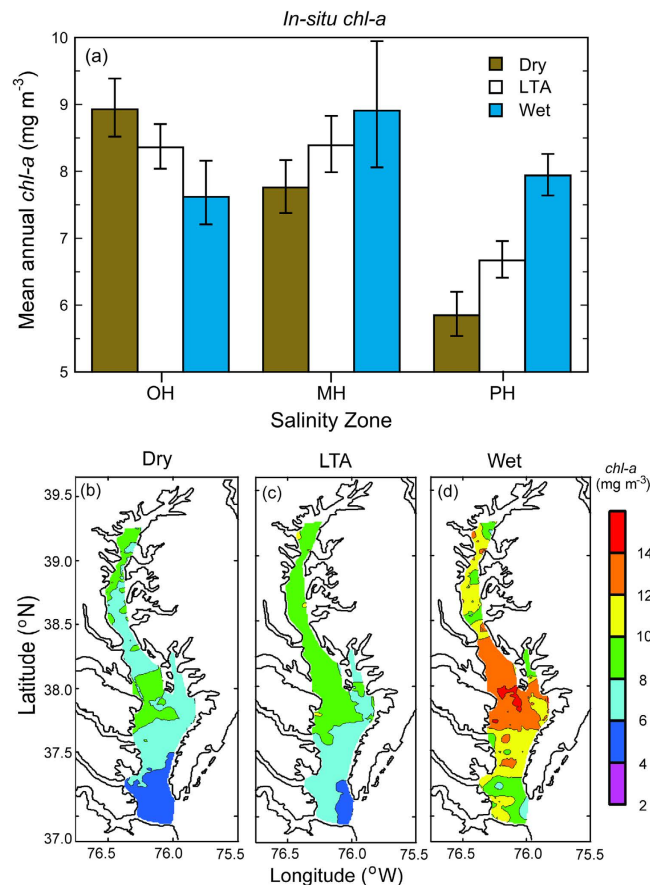 In-situ chl-a
(a)
Dry
LTA
Wet
Mean annual chl-a (mg m⁻³)
10
9
8
7
6
5
OH MH PH
Salinity Zone
Dry LTA Wet
chl-a
(mg m⁻³)
(b) (c) (d)
Latitude (°N)
39.5
39.0
38.5
38.0
37.5
37.0
14
12
10
8
6
4
2
76.5 76.0 75.5 76.5 76.0 75.5 76.5 76.0 75.5
Longitude (°W)